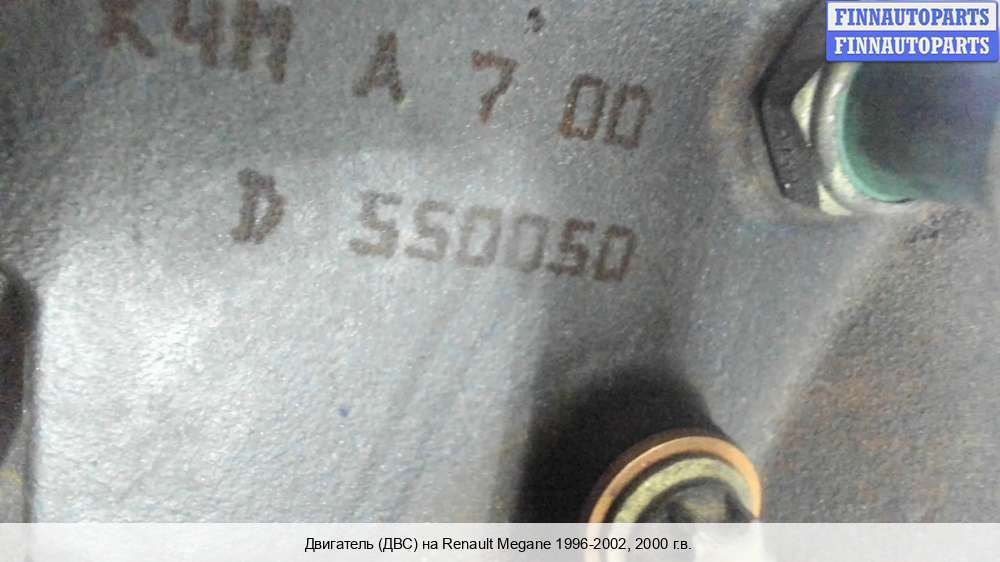 FINNAUTOPARTS
FINNAUTOPARTS
K4M A 7 00
D 550050
Двигатель (ДВС) на Renault Megane 1996-2002, 2000 г.в.